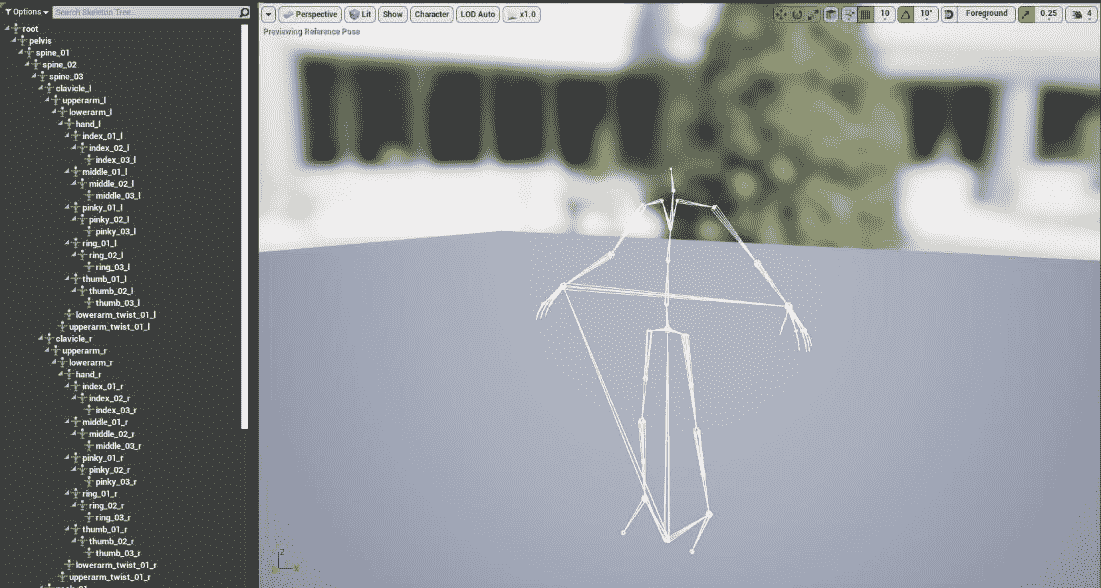 Options
Search Skeleton Tree...
root
pelvis
spine_01
spine_02
spine_03
clavicle_l
upperarm_l
lowerarm_l
hand_l
index_01_l
index_02_l
index_03_l
middle_01_l
middle_02_l
middle_03_l
pinky_01_l
pinky_02_l
pinky_03_l
ring_01_l
ring_02_l
ring_03_l
thumb_01_l
thumb_02_l
thumb_03_l
lowerarm_twist_01_l
upperarm_twist_01_l
clavicle_r
upperarm_r
lowerarm_r
hand_r
index_01_r
index_02_r
index_03_r
middle_01_r
middle_02_r
middle_03_r
pinky_01_r
pinky_02_r
pinky_03_r
ring_01_r
ring_02_r
ring_03_r
thumb_01_r
thumb_02_r
thumb_03_r
lowerarm_twist_01_r
upperarm_twist_01_r
Perspective Lit Show Character LOD Auto x1.0 10 10° Foreground 0.25 4
Previewing Reference Pose
Z
X